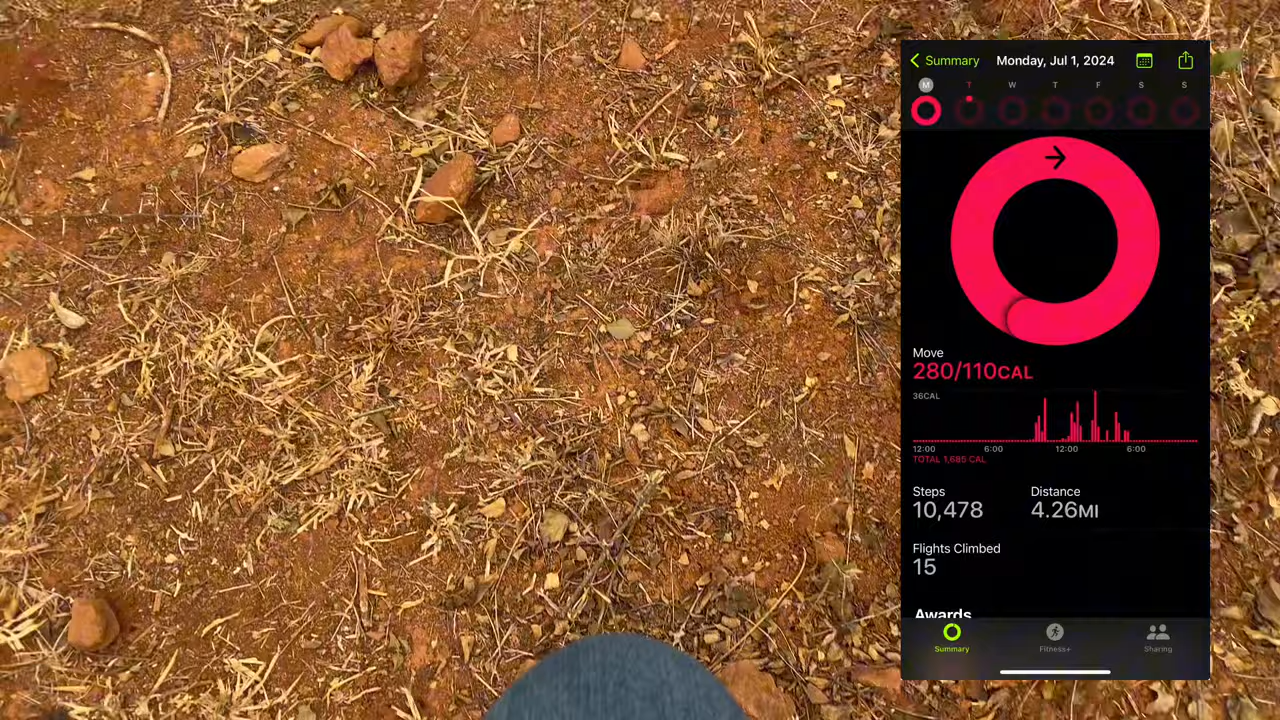 Summary Monday, Jul 1, 2024
M T W T F S S
Move
280/110CAL
36CAL
12:00 6:00 12:00 6:00
TOTAL 1,685 CAL
Steps Distance
10,478 4.26MI
Flights Climbed
15
Awards
Summary Fitness+ Sharing